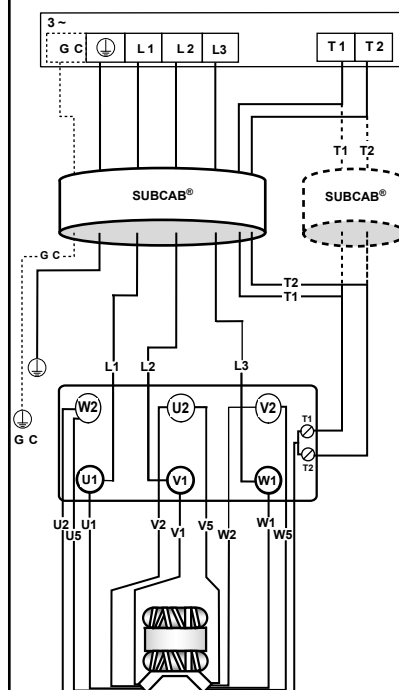 3 ~
G C L 1 L 2 L3 T 1 T 2
T1 T2
SUBCAB® SUBCAB®
G C
T2
T1
L1 L2 L3
W2 U2 V2
T1
G C
T2
U1 V1 W1
U2 U1 V2 V5 W2 W1
U5 V1 W5